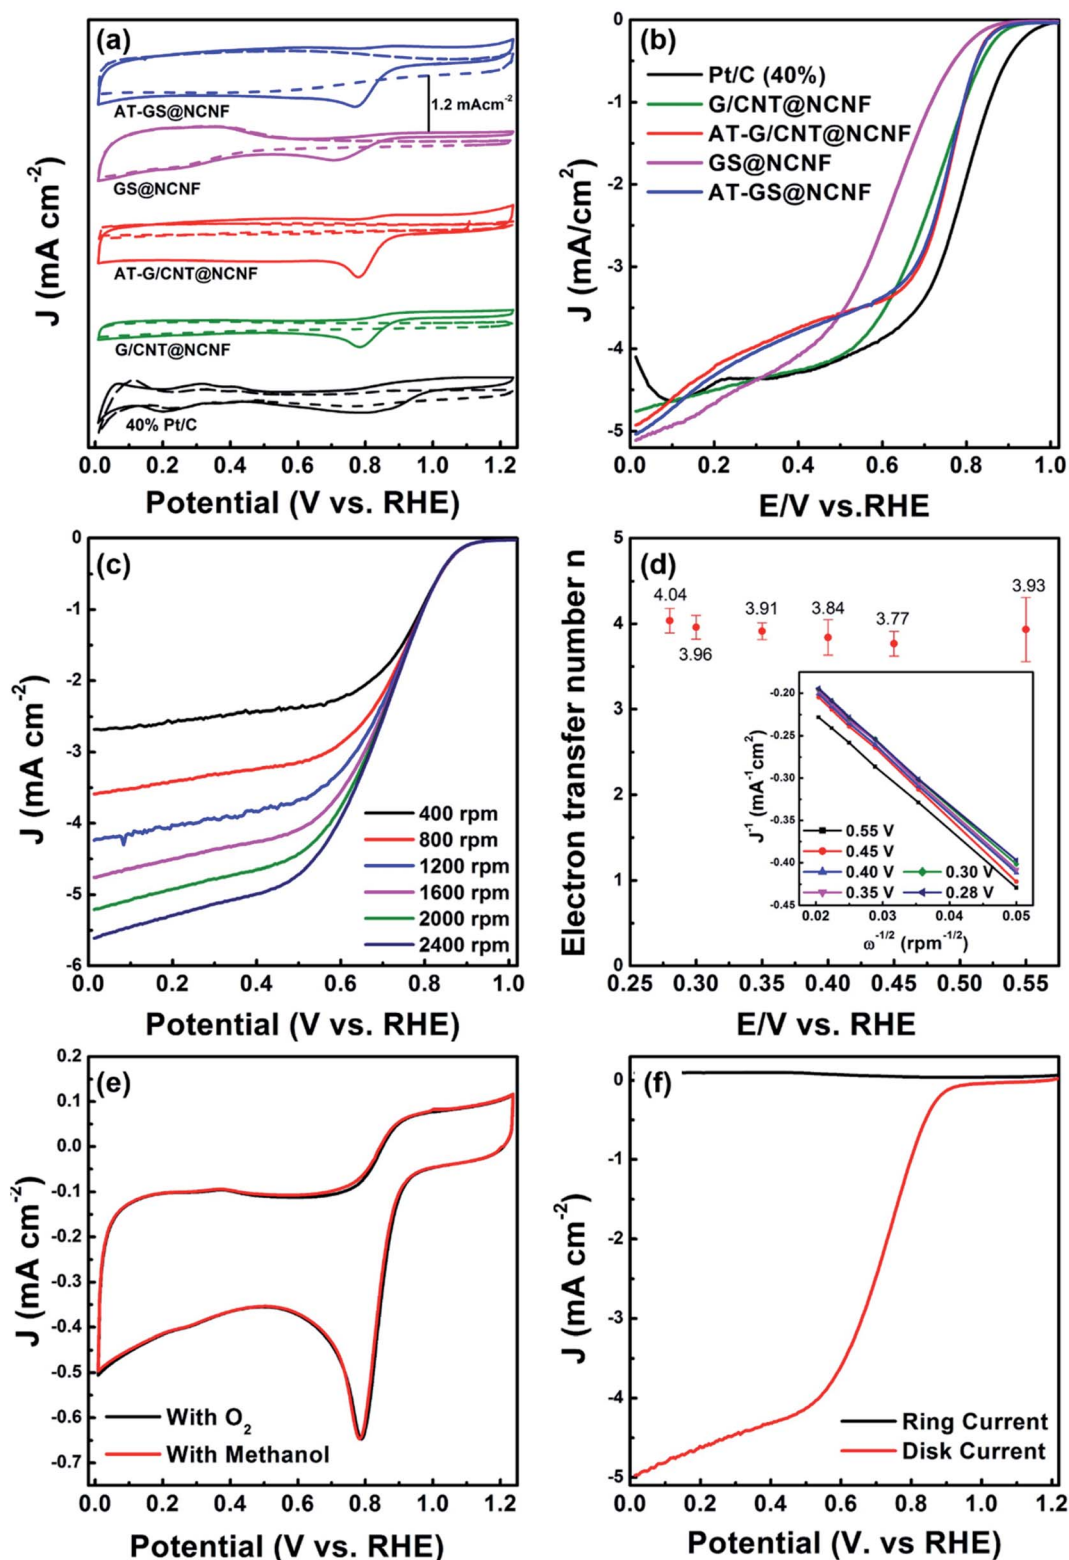 (a)
J (mA cm-2)
1.2 mAcm-2
AT-GS@NCNF
GS@NCNF
AT-G/CNT@NCNF
G/CNT@NCNF
40% Pt/C
0.0 0.2 0.4 0.6 0.8 1.0 1.2
Potential (V vs. RHE)
(b)
J (mA/cm2)
0
-1
-2
-3
-4
-5
Pt/C (40%)
G/CNT@NCNF
AT-G/CNT@NCNF
GS@NCNF
AT-GS@NCNF
0.0 0.2 0.4 0.6 0.8 1.0
E/V vs.RHE
(c)
J (mA cm-2)
0
-1
-2
-3
-4
-5
-6
400 rpm
800 rpm
1200 rpm
1600 rpm
2000 rpm
2400 rpm
0.0 0.2 0.4 0.6 0.8 1.0
Potential (V vs. RHE)
(d)
Electron transfer number n
5
4
3
2
1
0
4.04
3.96
3.91
3.84
3.77
3.93
J-1 (mA-1cm2)
-0.20
-0.25
-0.30
-0.35
-0.40
-0.45
0.55 V
0.45 V
0.40 V 0.30 V
0.35 V 0.28 V
0.02 0.03 0.04 0.05
ω-1/2 (rpm-1/2)
0.25 0.30 0.35 0.40 0.45 0.50 0.55
E/V vs. RHE
(e)
J (mA cm-2)
0.2
0.1
0.0
-0.1
-0.2
-0.3
-0.4
-0.5
-0.6
-0.7
With O2
With Methanol
0.0 0.2 0.4 0.6 0.8 1.0 1.2
Potential (V vs. RHE)
(f)
J (mA cm-2)
0
-1
-2
-3
-4
-5
Ring Current
Disk Current
0.0 0.2 0.4 0.6 0.8 1.0 1.2
Potential (V. vs RHE)